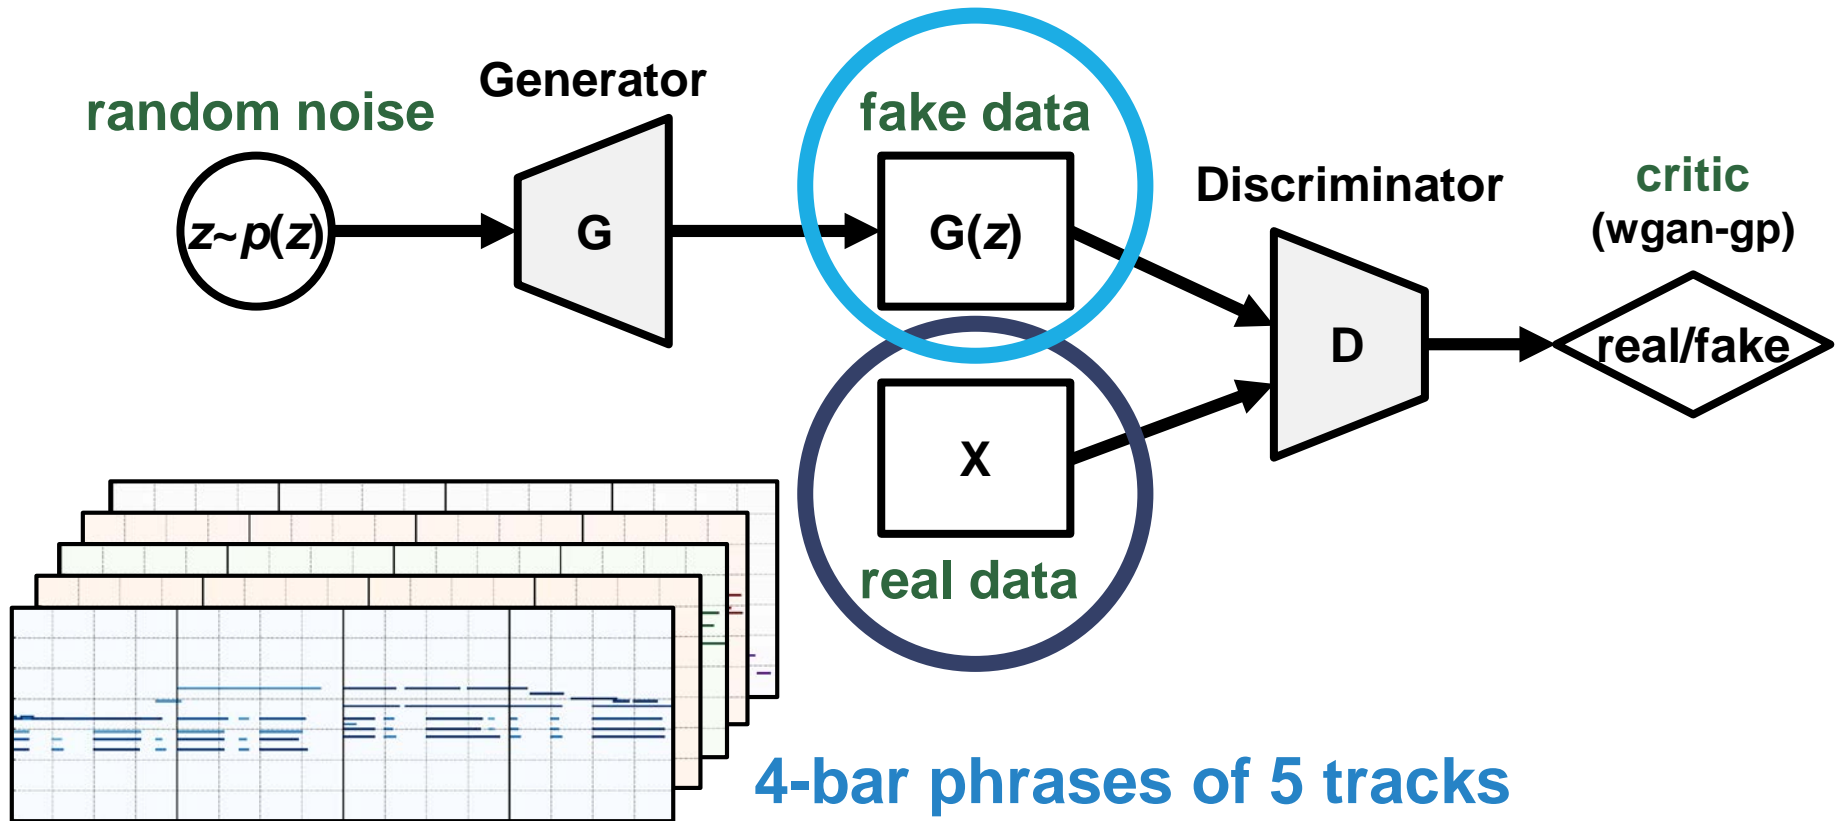 random noise
Generator
fake data
z~p(z)
G
G(z)
Discriminator
critic
(wgan-gp)
D
real/fake
X
real data
4-bar phrases of 5 tracks